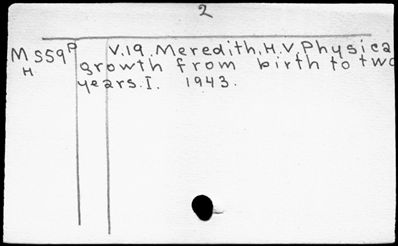 2
M559P V.19. Meredith, H.V. Physica
H growth from birth to two
years. I. 1943.